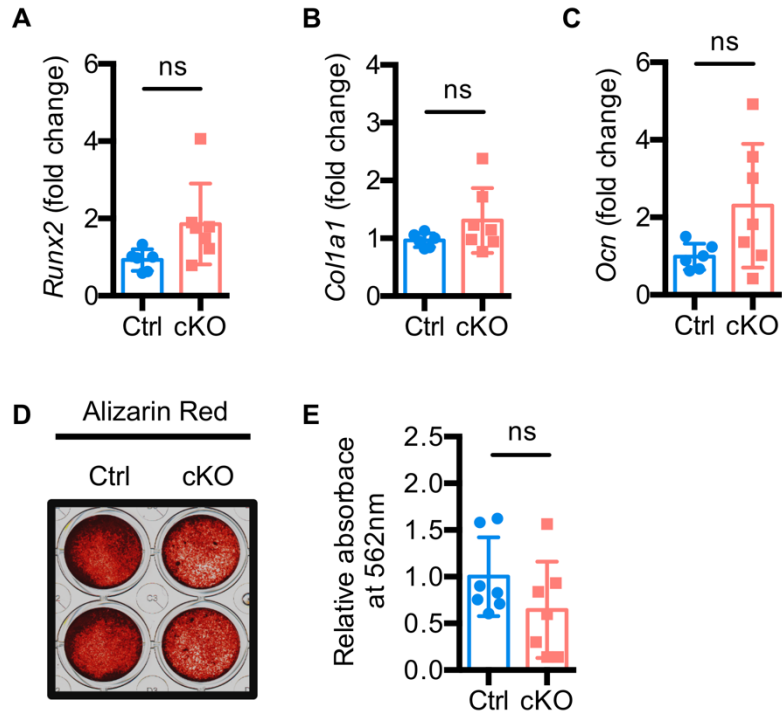 A
Runx2 (fold change)
6
4
2
0
ns
Ctrl cKO
B
Col1a1 (fold change)
4
3
2
1
0
ns
Ctrl cKO
C
Ocn (fold change)
6
4
2
0
ns
Ctrl cKO
D
Alizarin Red
Ctrl cKO
C3
E
Relative absorbace
at 562nm
2.5
2.0
1.5
1.0
0.5
0.0
ns
Ctrl cKO